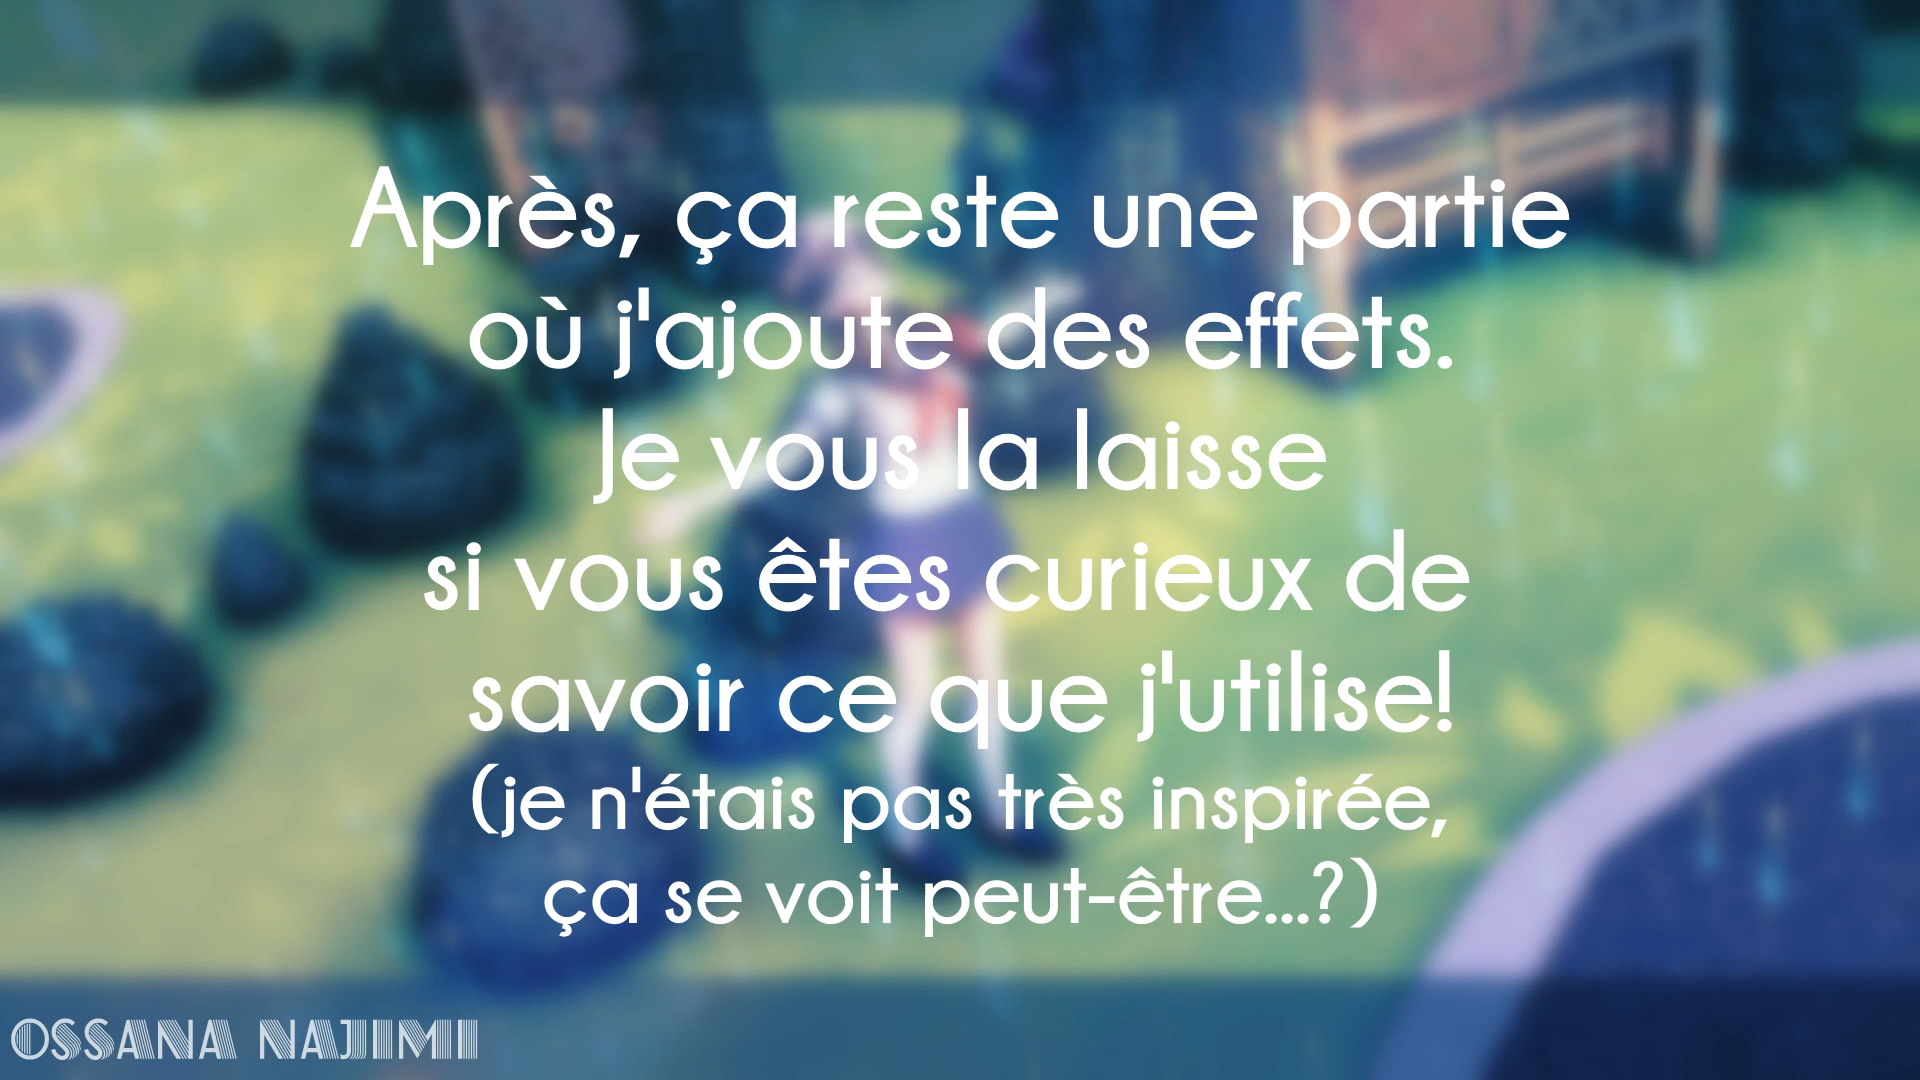 Après, ça reste une partie
où j'ajoute des effets.
Je vous la laisse
si vous êtes curieux de
savoir ce que j'utilise!
(je n'étais pas très inspirée,
ça se voit peut-être...?)
OSSANA NAJIMI